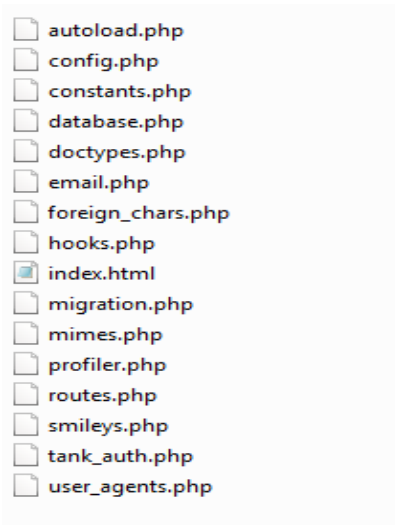 autoload.php
config.php
constants.php
database.php
doctypes.php
email.php
foreign_chars.php
hooks.php
index.html
migration.php
mimes.php
profiler.php
routes.php
smileys.php
tank_auth.php
user_agents.php